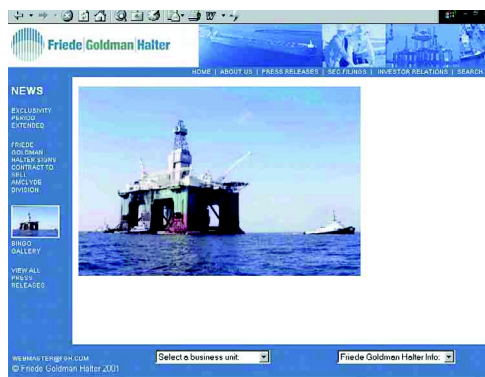 Friede|Goldman|Halter
HOME | ABOUT US | PRESS RELEASES | SEC FILINGS | INVESTOR RELATIONS | SEARCH
NEWS
EXCLUSIVITY
PERIOD
EXTENDED
FRIEDE
GOLDMAN
HALTER SIGNS
CONTRACT TO
SELL
AMCLYDE
DIVISION
BINGO
GALLERY
VIEW ALL
PRESS
RELEASES
WEBMASTER@FGH.COM
© Friede Goldman Halter 2001
Select a business unit:
Friede Goldman Halter Info: